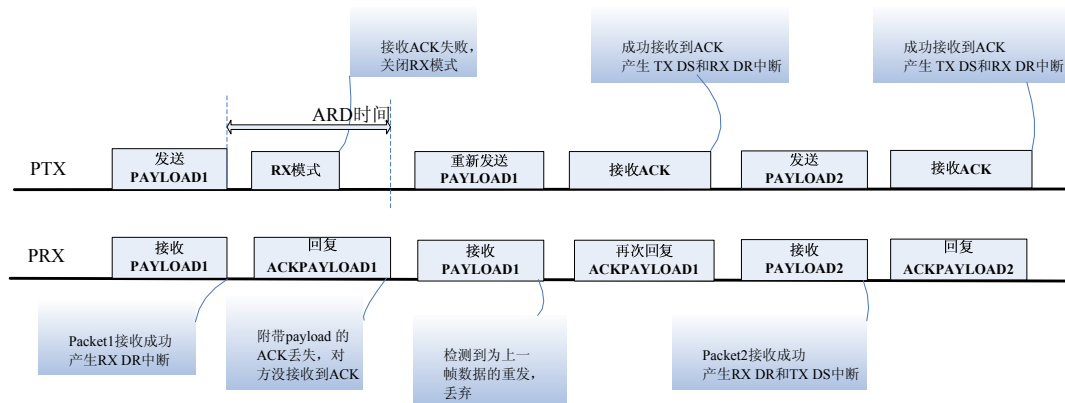 接收ACK失败，
关闭RX模式
成功接收到ACK
产生 TX DS和RX DR中断
成功接收到ACK
产生 TX DS和RX DR中断
ARD时间
PTX
发送
PAYLOAD1
RX模式
重新发送
PAYLOAD1
接收ACK
发送
PAYLOAD2
接收ACK
PRX
接收
PAYLOAD1
回复
ACKPAYLOAD1
接收
PAYLOAD1
再次回复
ACKPAYLOAD1
接收
PAYLOAD2
回复
ACKPAYLOAD2
Packet1接收成功
产生RX DR中断
附带payload 的
ACK丢失，对
方没接收到ACK
检测到为上一
帧数据的重发，
丢弃
Packet2接收成功
产生RX DR和TX DS中断